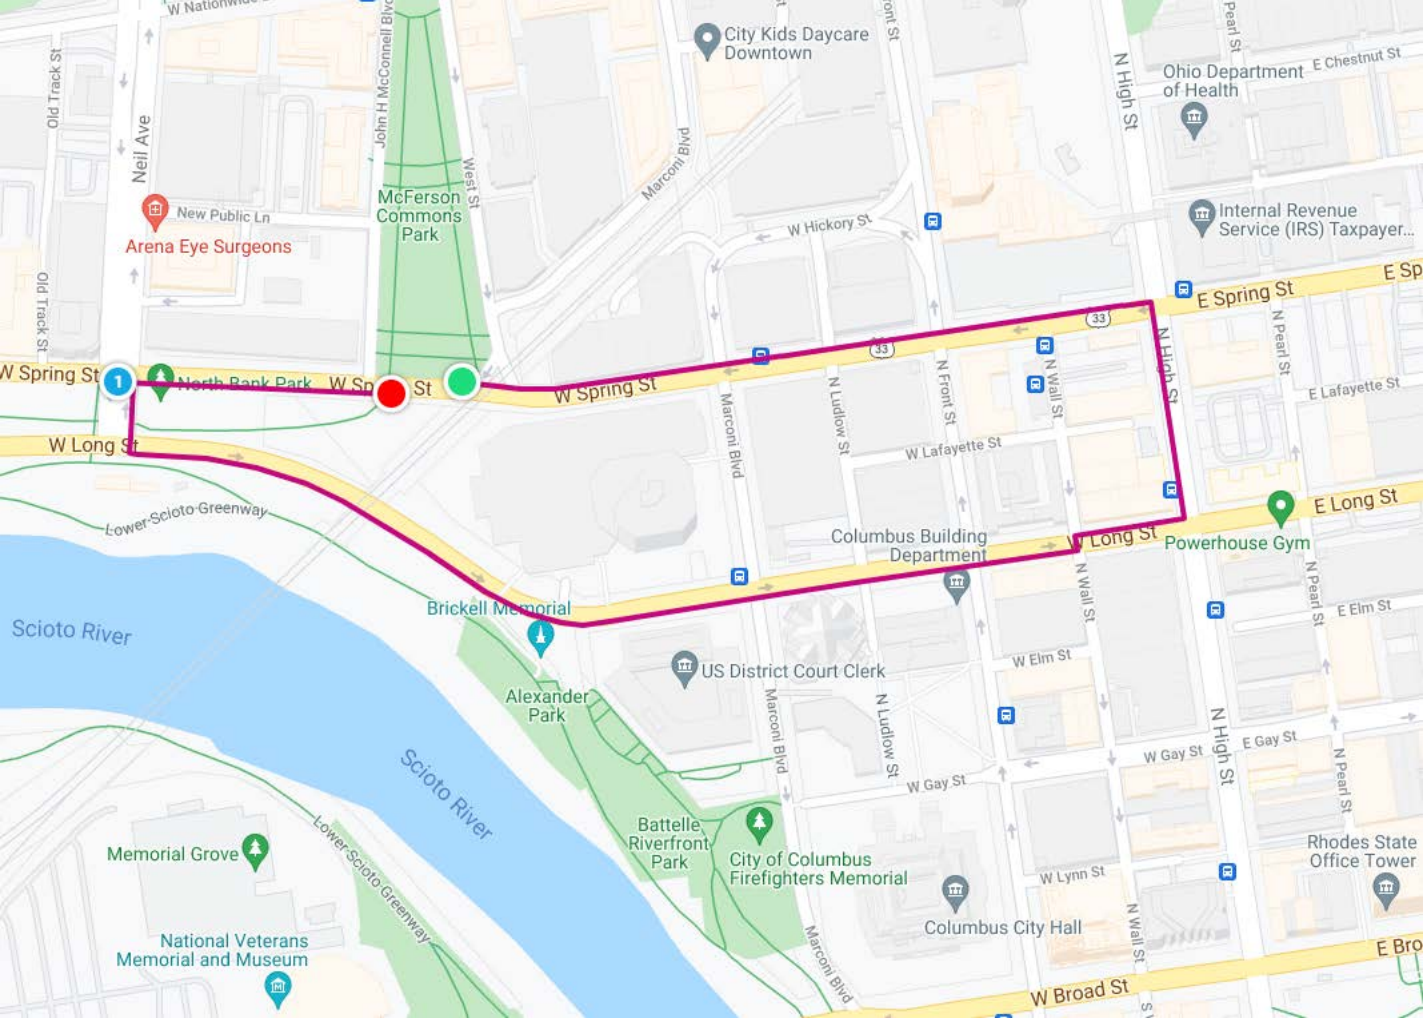 W Nationwide Bl
John H McConnell Blvd
ront St
Pearl St
City Kids Daycare
Downtown
E Chestnut St
Old Track St
Neil Ave
N High St
Ohio Department
of Health
Marconi Blvd
West St
McFerson
Commons
Park
New Public Ln
Arena Eye Surgeons
W Hickory St
Internal Revenue
Service (IRS) Taxpayer...
Old Track St
E Sp
E Spring St
33
33
N Pearl St
N High St
W Spring St
1
North Bank Park
W Sp
St
W Spring St
N Ludlow St
N Front St
N Wall St
E Lafayette St
Marconi Blvd
W Long St
W Lafayette St
Lower-Scioto Greenway
E Long St
Columbus Building
Department
W Long St
Powerhouse Gym
N Pearl St
N Wall St
Brickell Memorial
E Elm St
Scioto River
W Elm St
US District Court Clerk
Alexander
Park
Marconi Blvd
N Ludlow St
N High St
E Gay St
W Gay St
N Pearl St
Scioto River
W Gay St
Battelle
Riverfront
Park
Memorial Grove
Lower-Scioto Greenway
City of Columbus
Firefighters Memorial
Rhodes State
Office Tower
W Lynn St
Columbus City Hall
N Wall St
National Veterans
Memorial and Museum
Marconi Blvd
E Bro
W Broad St
S